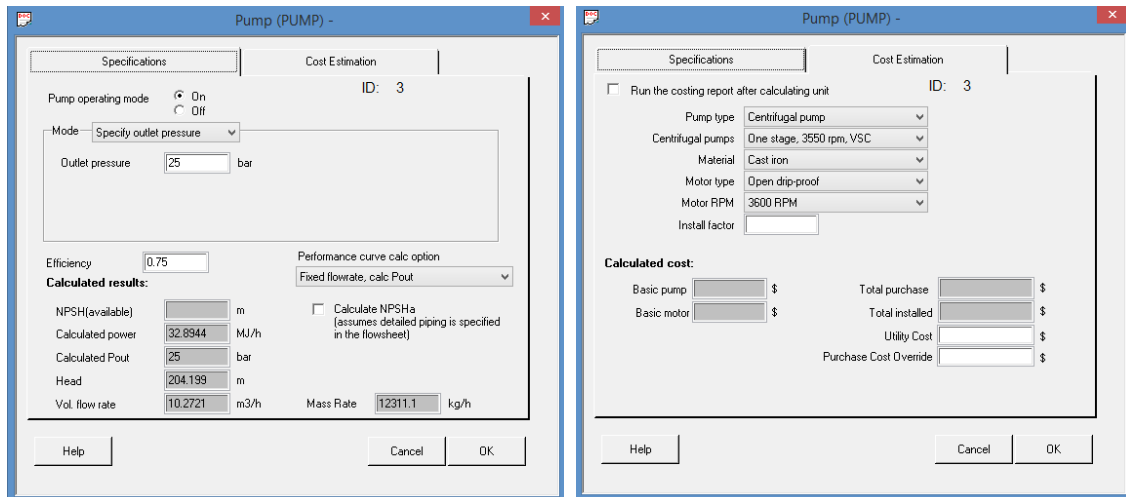 Pump (PUMP) -
Specifications
Cost Estimation
ID: 3
Pump operating mode
On
Off
Mode
Specify outlet pressure
Outlet pressure 25 bar
Efficiency 0.75
Performance curve calc option
Fixed flowrate, calc Pout
Calculated results:
NPSH(available) m
Calculated power 32.8944 MJ/h
Calculated Pout 25 bar
Head 204.199 m
Vol. flow rate 10.2721 m3/h
Calculate NPSHa
(assumes detailed piping is specified
in the flowsheet)
Mass Rate 12311.1 kg/h
Help
Cancel
OK
Pump (PUMP) -
Specifications
Cost Estimation
Run the costing report after calculating unit
ID: 3
Pump type Centrifugal pump
Centrifugal pumps One stage, 3550 rpm, VSC
Material Cast iron
Motor type Open drip-proof
Motor RPM 3600 RPM
Install factor
Calculated cost:
Basic pump $
Basic motor $
Total purchase $
Total installed $
Utility Cost $
Purchase Cost Override $
Help
Cancel
OK